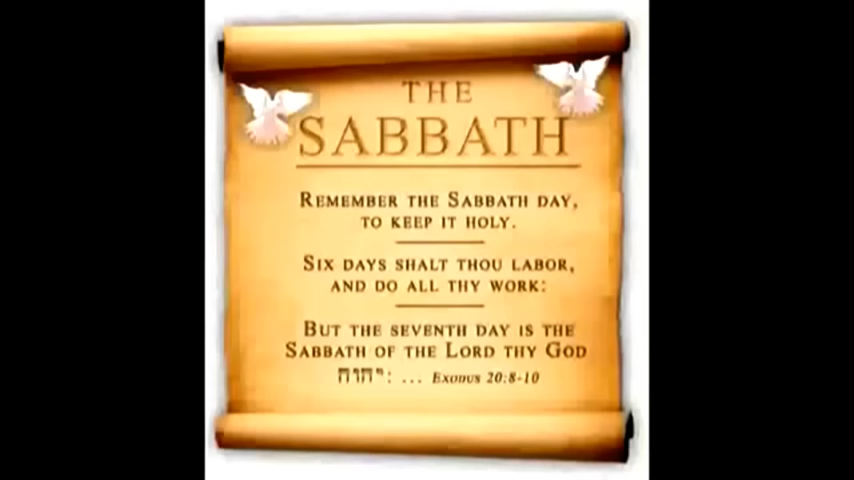 THE
SABBATH
REMEMBER THE SABBATH DAY,
TO KEEP IT HOLY.
SIX DAYS SHALT THOU LABOR,
AND DO ALL THY WORK:
BUT THE SEVENTH DAY IS THE
SABBATH OF THE LORD THY GOD
יהוה: ... EXODUS 20:8-10